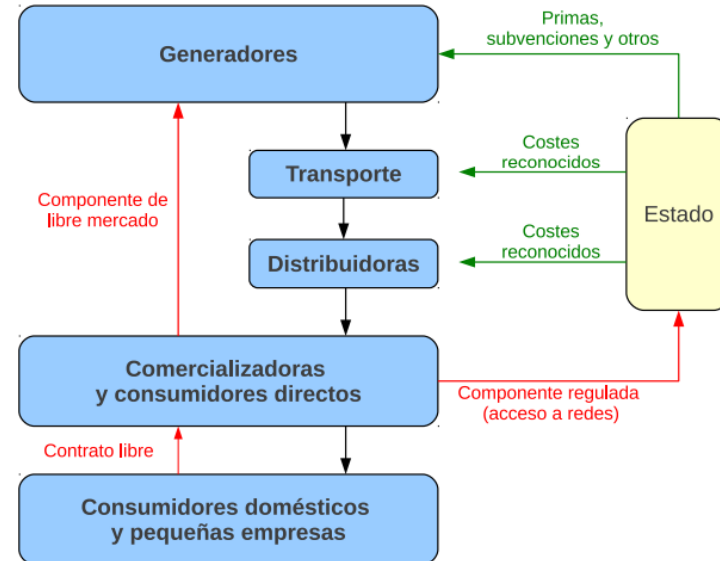 Primas,
subvenciones y otros
Generadores
Costes
reconocidos
Transporte
Componente de
libre mercado
Estado
Costes
reconocidos
Distribuidoras
Comercializadoras
y consumidores directos
Componente regulada
(acceso a redes)
Contrato libre
Consumidores domésticos
y pequeñas empresas